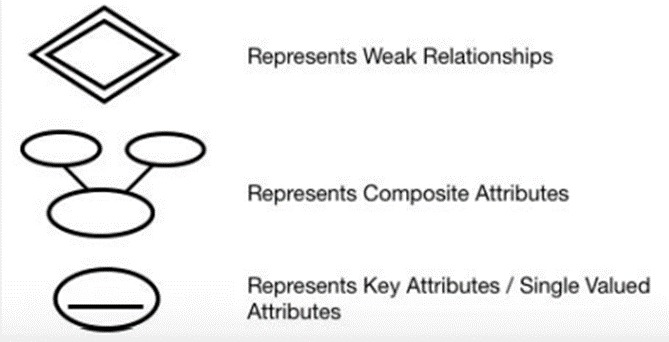 Represents Weak Relationships
Represents Composite Attributes
Represents Key Attributes / Single Valued
Attributes